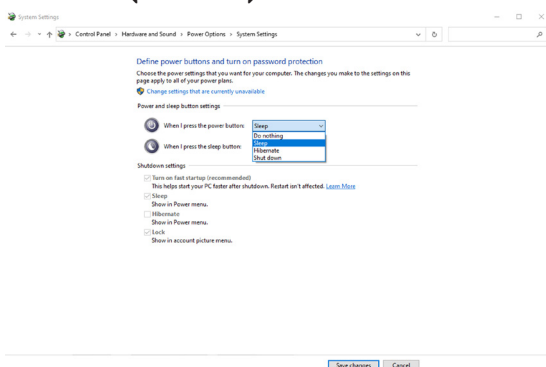 System Settings
Control Panel > Hardware and Sound > Power Options > System Settings
Define power buttons and turn on password protection
Choose the power settings that you want for your computer. The changes you make to the settings on this
page apply to all of your power plans.
Change settings that are currently unavailable
Power and sleep button settings
When I press the power button: Sleep
Do nothing
Sleep
When I press the sleep button:
Hibernate
Shut down
Shutdown settings
Turn on fast startup (recommended)
This helps start your PC faster after shutdown. Restart isn't affected. Learn More
Sleep
Show in Power menu.
Hibernate
Show in Power menu.
Lock
Show in account picture menu.
Save changes Cancel